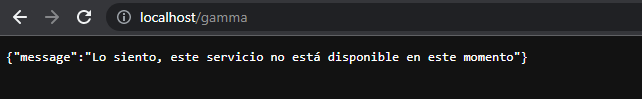 localhost/gamma
{"message":"Lo siento, este servicio no está disponible en este momento"}